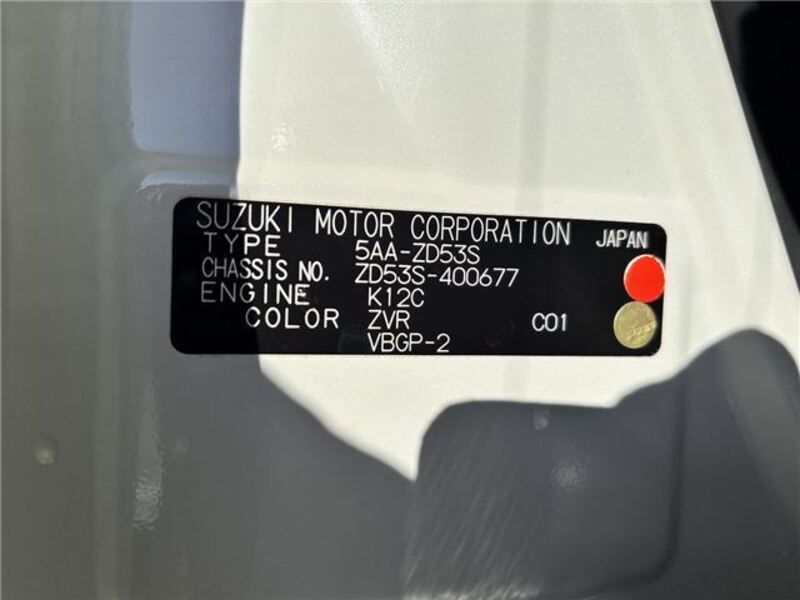 SUZUKI MOTOR CORPORATION JAPAN
TYPE 5AA-ZD53S
CHASSIS NO. ZD53S-400677
ENGINE K12C
COLOR ZVR C01
VBGP-2